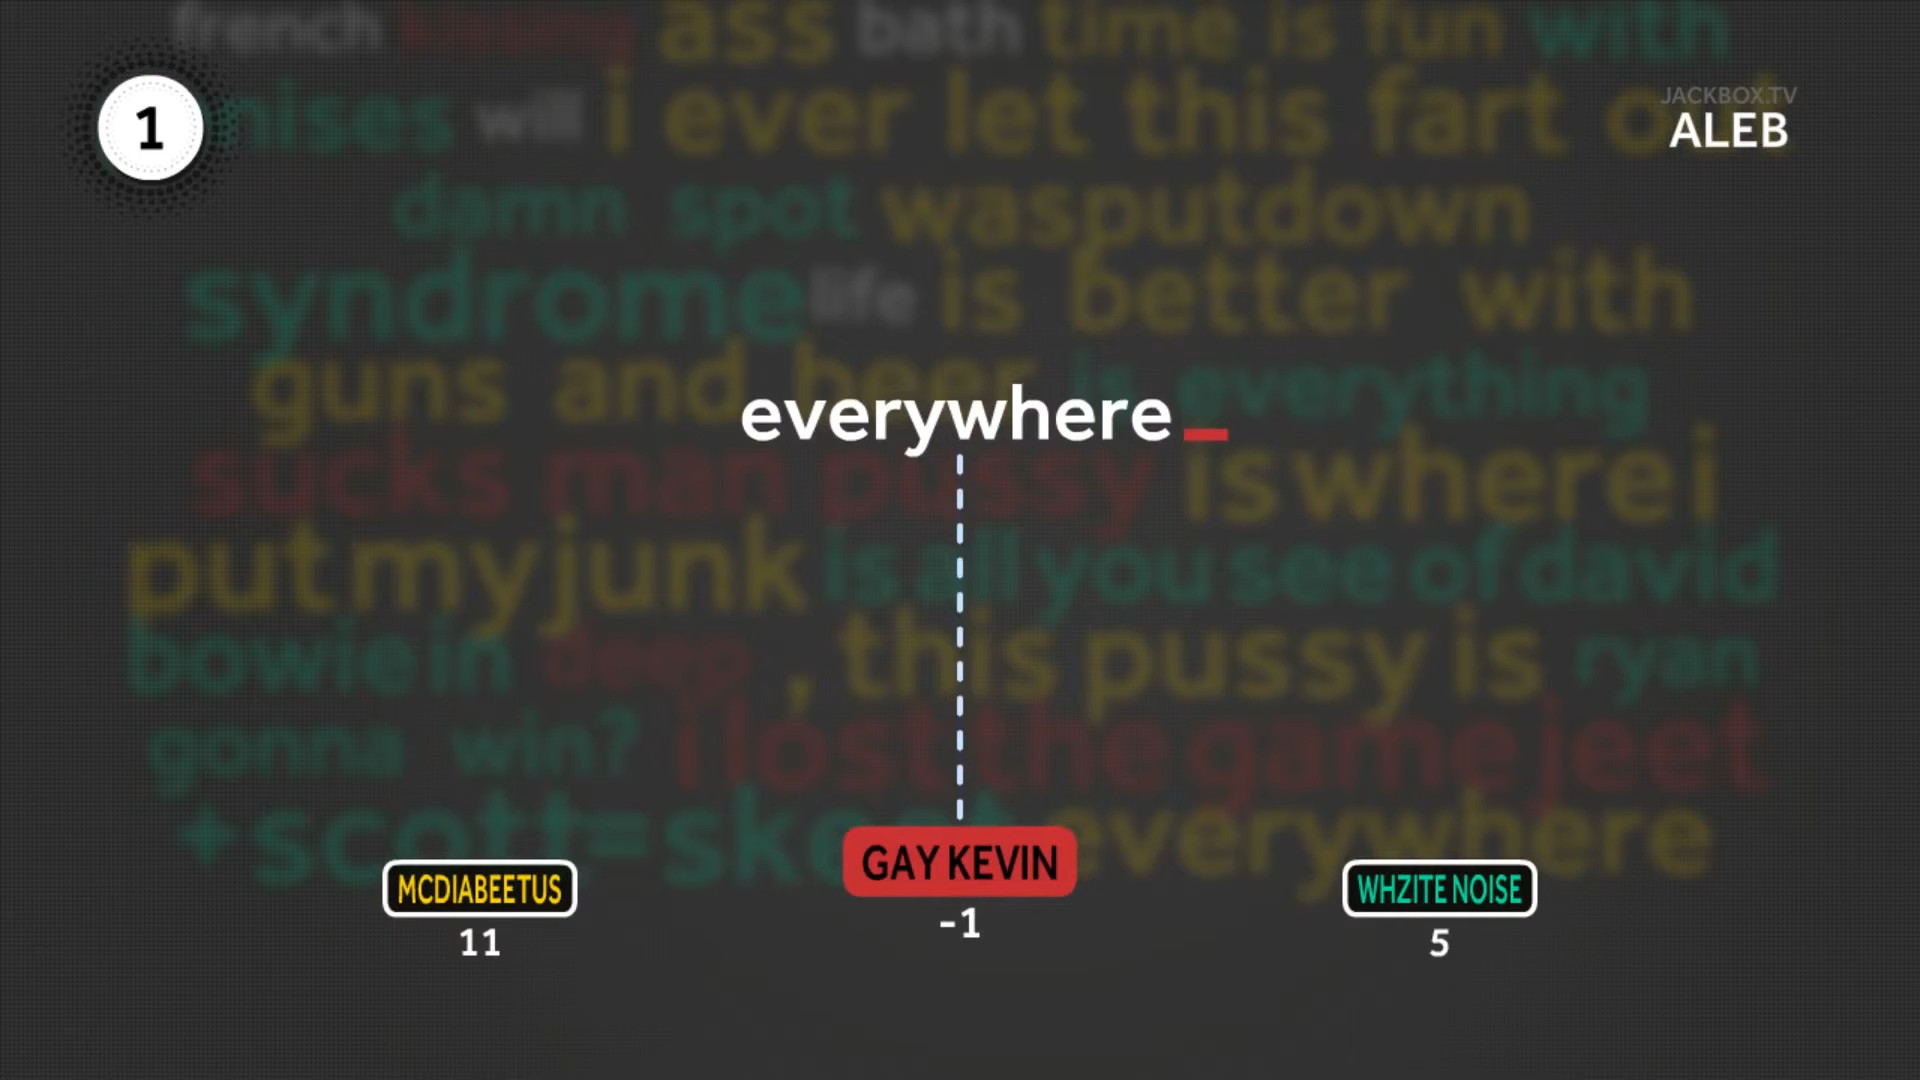 french kissing ass bath time is fun with
nises will i ever let this fart o t
1
JACKBOX.TV
ALEB
damn spot wasputdown
syndrome life is better with
guns and beer is everything
everywhere_
sucks man pussy is where i
put my junk is all you see of david
bowie in deep , this pussy is ryan
gonna win? i lost the game jeet
+scott=skeet everywhere
MCDIABEETUS
GAY KEVIN
WHZITE NOISE
11
-1
5